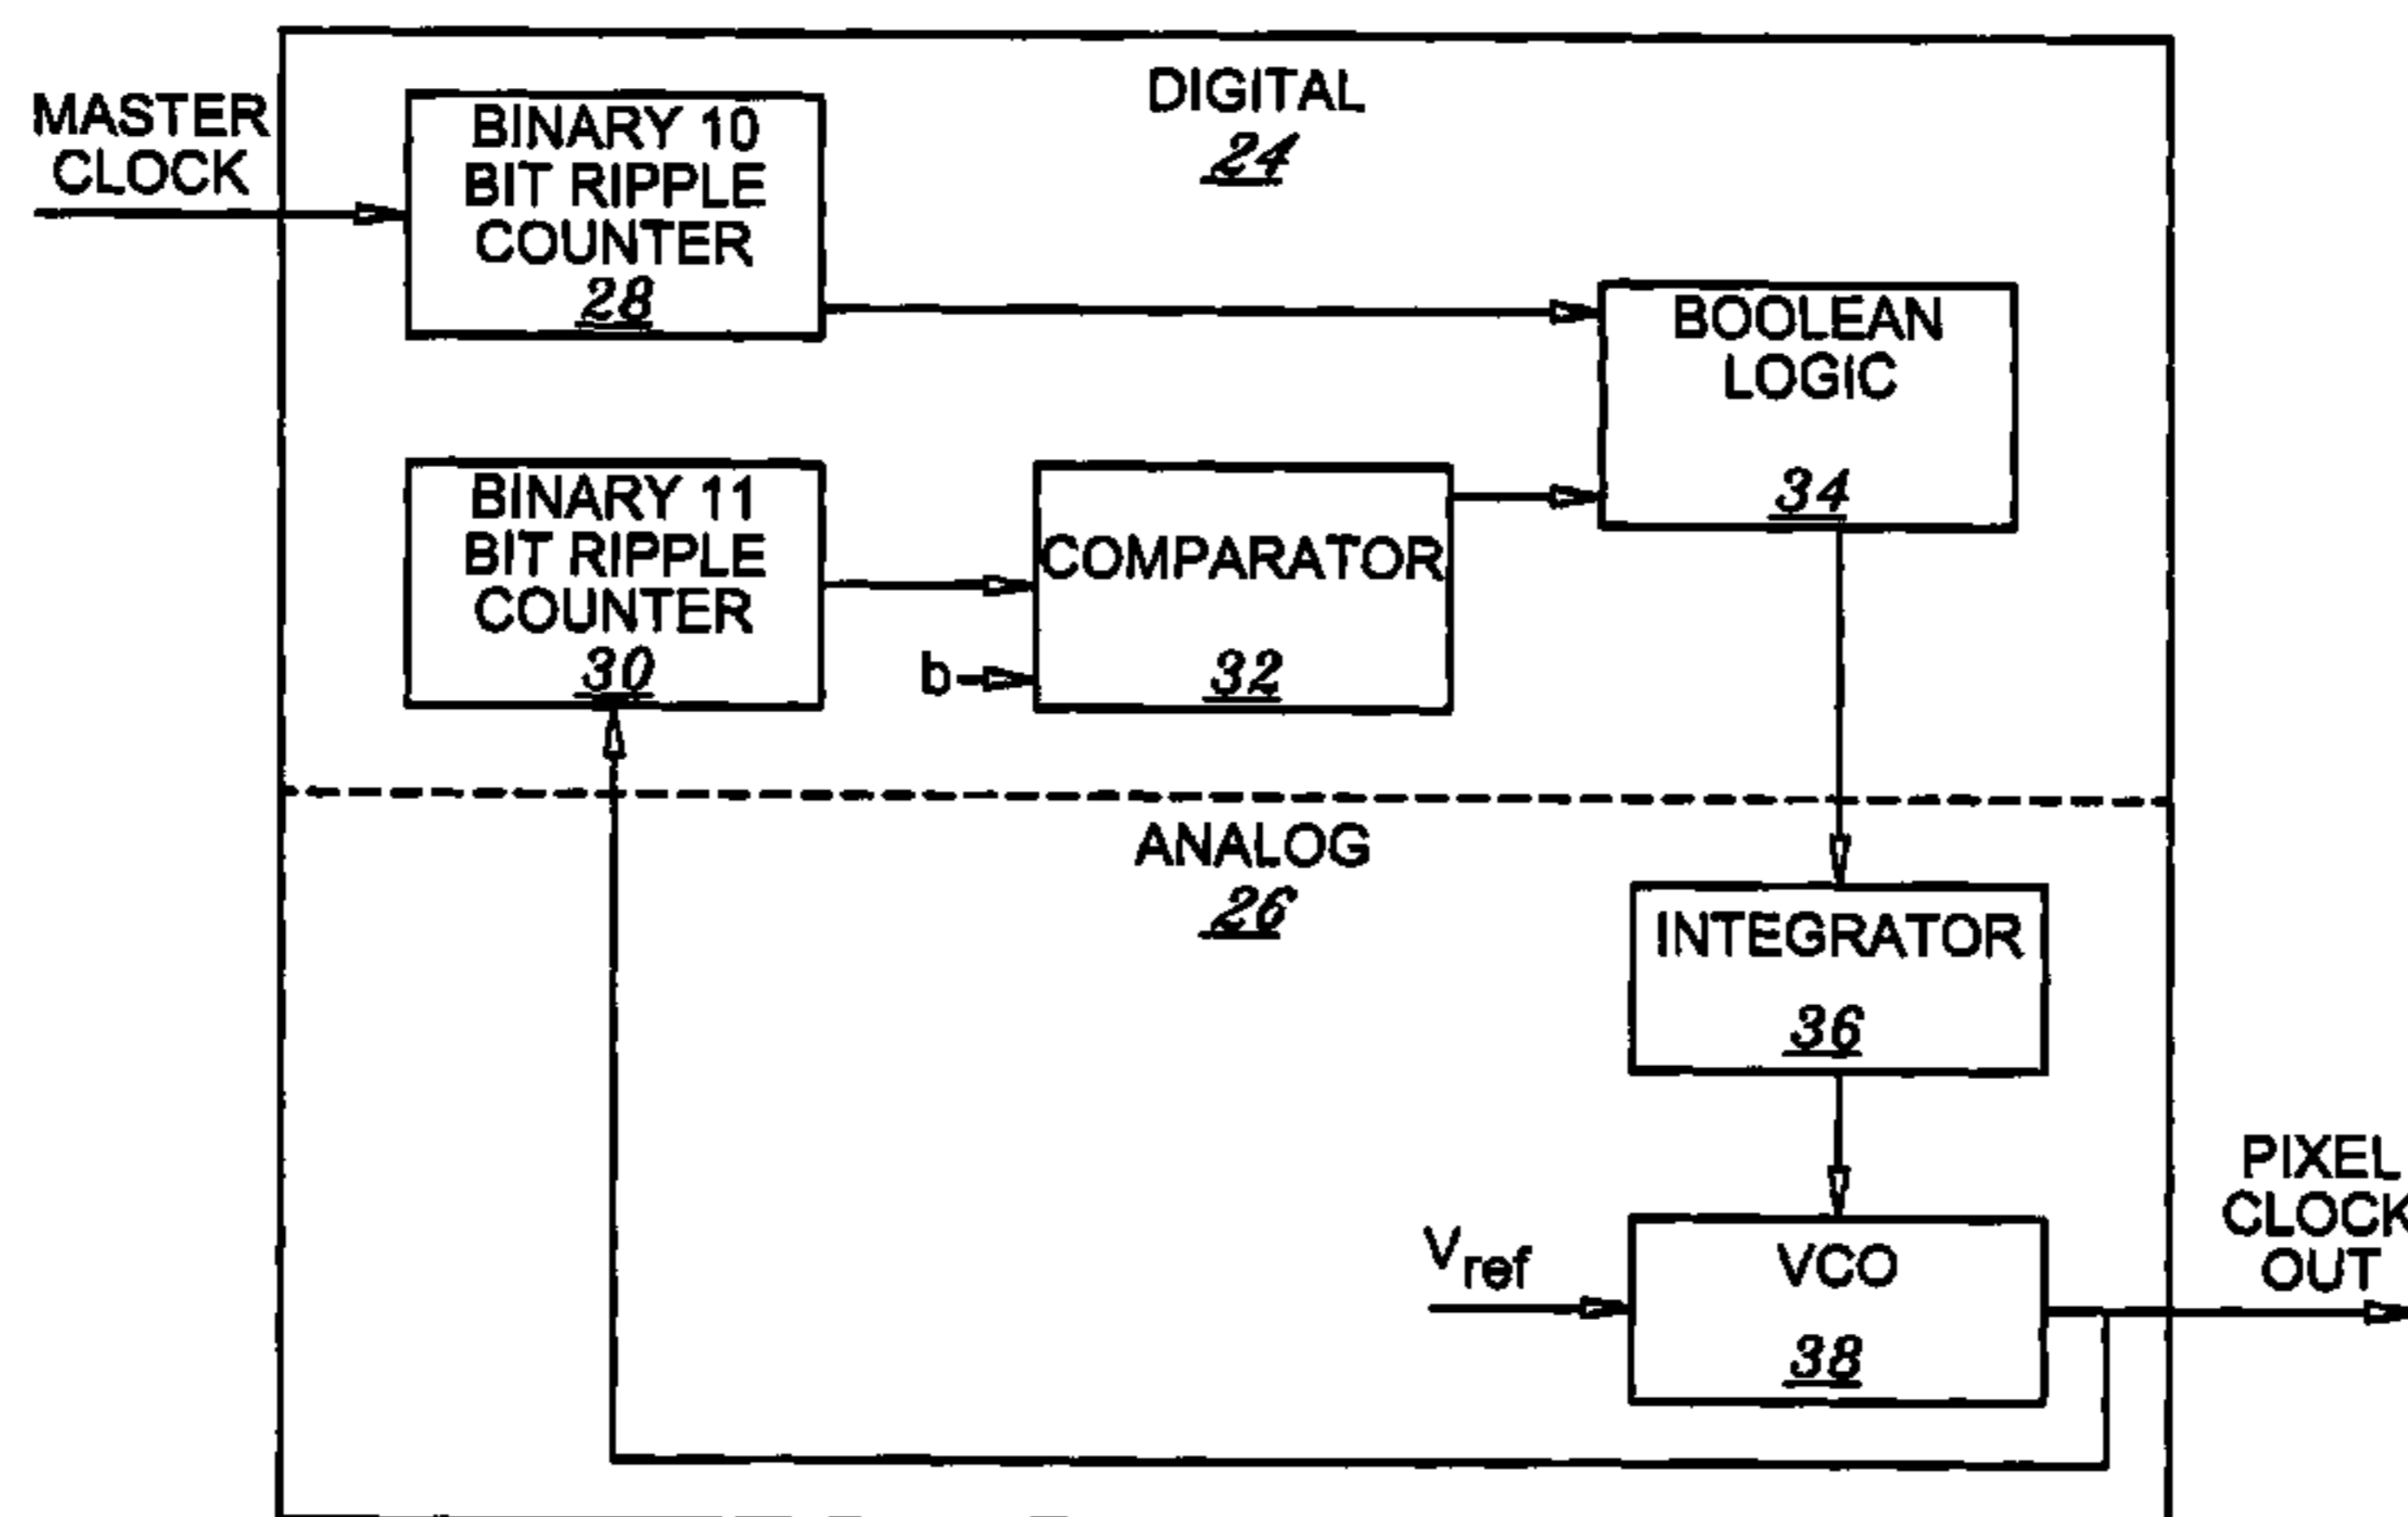 DIGITAL
24
MASTER
CLOCK
BINARY 10
BIT RIPPLE
COUNTER
28
BOOLEAN
LOGIC
34
BINARY 11
BIT RIPPLE
COUNTER
30
COMPARATOR
b
32
ANALOG
26
INTEGRATOR
36
Vref
VCO
38
PIXEL
CLOCK
OUT